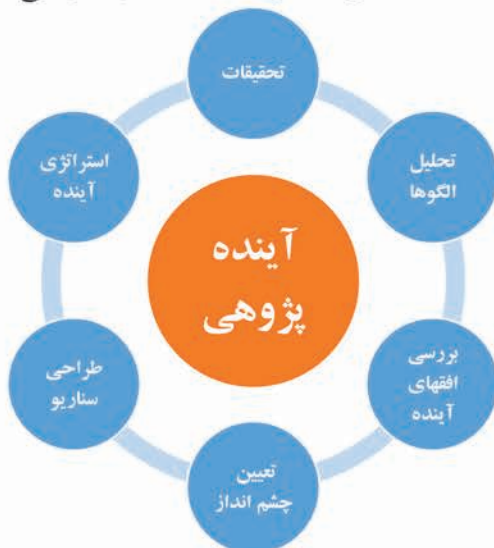 تحقیقات
تحلیل
الگوها
بررسی
افقهای
آینده
تعیین
چشم انداز
طراحی
سناریو
استراتژی
آینده
آینده
پژوهی